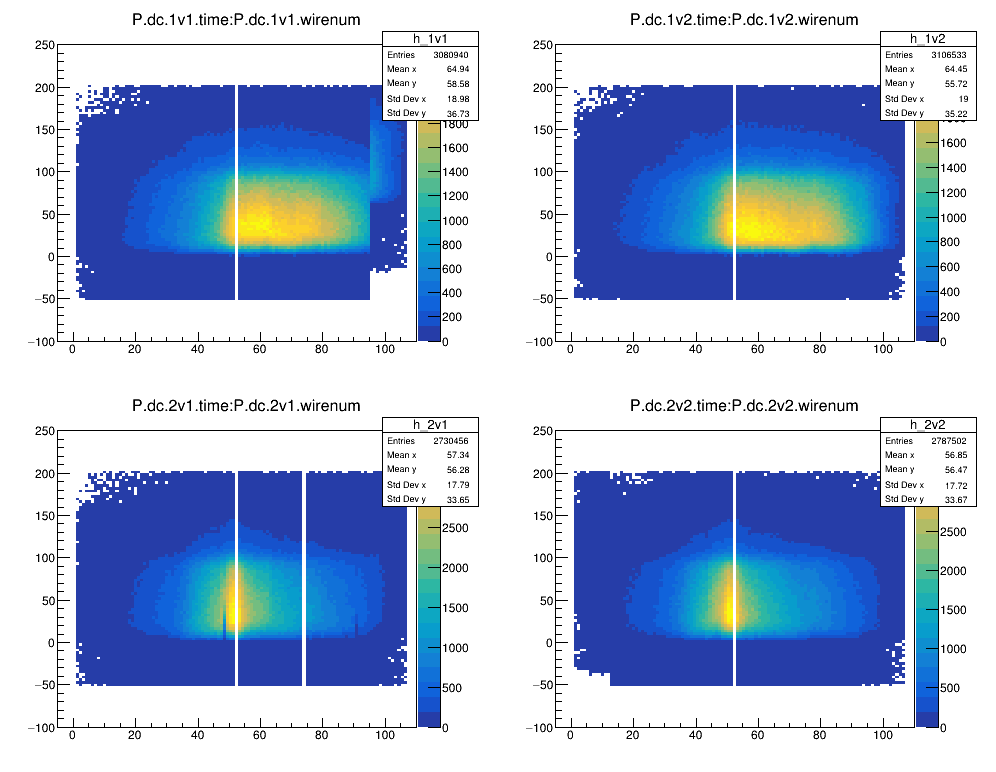 P.dc.1v1.time:P.dc.1v1.wirenum
h_1v1
Entries 3080940
Mean x 64.94
Mean y 58.58
Std Dev x 18.98
Std Dev y 36.73
250
200
150
100
50
0
−50
−100
0 20 40 60 80 100
1800
1600
1400
1200
1000
800
600
400
200
0
P.dc.1v2.time:P.dc.1v2.wirenum
h_1v2
Entries 3106533
Mean x 64.45
Mean y 55.72
Std Dev x 19
Std Dev y 35.22
250
200
150
100
50
0
−50
−100
0 20 40 60 80 100
1600
1400
1200
1000
800
600
400
200
0
P.dc.2v1.time:P.dc.2v1.wirenum
h_2v1
Entries 2730456
Mean x 57.34
Mean y 56.28
Std Dev x 17.79
Std Dev y 33.65
250
200
150
100
50
0
−50
−100
0 20 40 60 80 100
2500
2000
1500
1000
500
0
P.dc.2v2.time:P.dc.2v2.wirenum
h_2v2
Entries 2787502
Mean x 56.85
Mean y 56.47
Std Dev x 17.72
Std Dev y 33.67
250
200
150
100
50
0
−50
−100
0 20 40 60 80 100
2500
2000
1500
1000
500
0